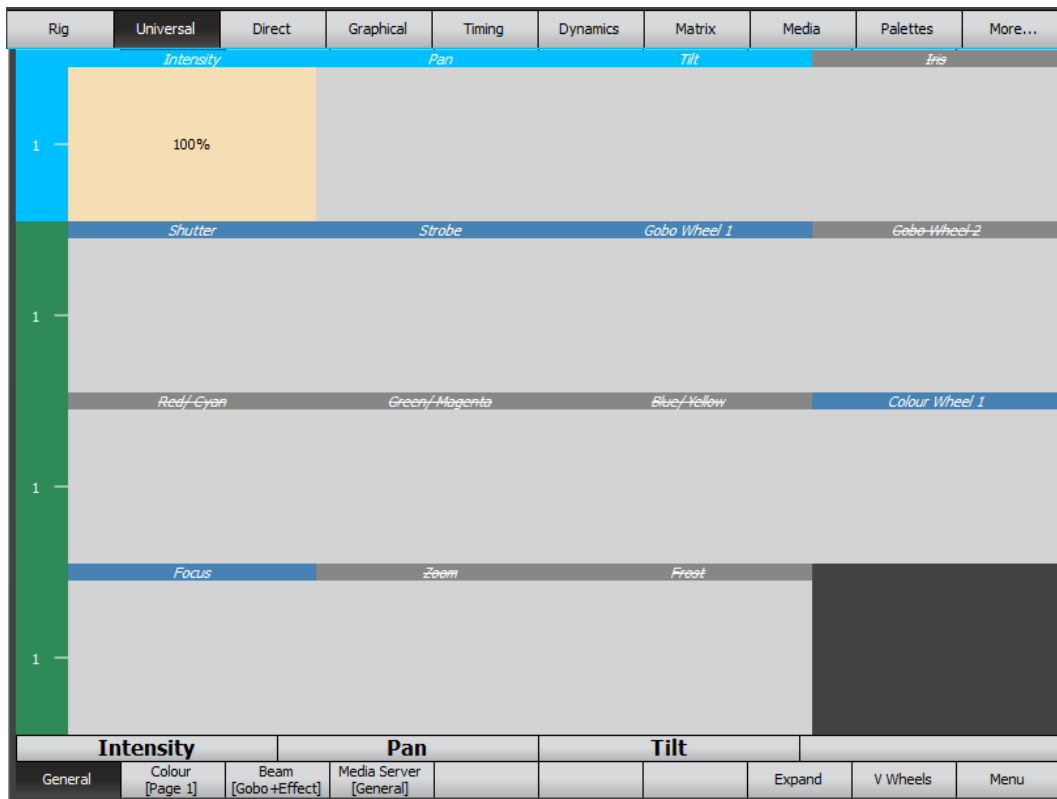 Rig Universal Direct Graphical Timing Dynamics Matrix Media Palettes More...
Intensity Pan Tilt Iris
1 100%
Shutter Strobe Gobo Wheel 1 Gobo Wheel 2
1
Red/ Cyan Green/ Magenta Blue/ Yellow Colour Wheel 1
1
Focus Zoom Frost
1
Intensity Pan Tilt
General Colour [Page 1] Beam [Gobo+Effect] Media Server [General] Expand V Wheels Menu